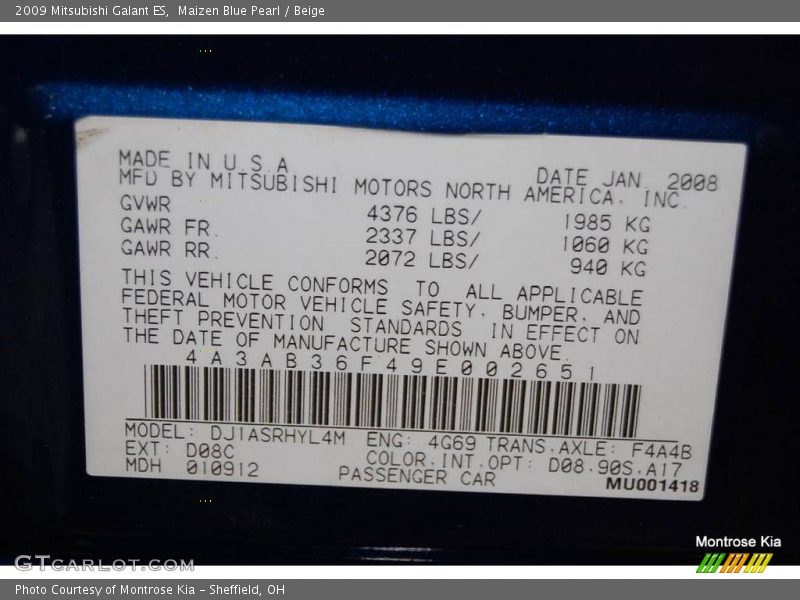 2009 Mitsubishi Galant ES, Maizen Blue Pearl / Beige
MADE IN U.S.A DATE JAN 2008
MFD BY MITSUBISHI MOTORS NORTH AMERICA, INC.
GVWR 4376 LBS/ 1985 KG
GAWR FR. 2337 LBS/ 1060 KG
GAWR RR. 2072 LBS/ 940 KG
THIS VEHICLE CONFORMS TO ALL APPLICABLE
FEDERAL MOTOR VEHICLE SAFETY, BUMPER, AND
THEFT PREVENTION STANDARDS IN EFFECT ON
THE DATE OF MANUFACTURE SHOWN ABOVE.
4A3AB36F49E002651
MODEL: DJ1ASRHYL4M ENG: 4G69 TRANS.AXLE: F4A4B
EXT: D08C COLOR.INT.OPT: D08.90S.A17
MDH 010912 PASSENGER CAR MU001418
Montrose Kia
GTcarlot.com
Photo Courtesy of Montrose Kia – Sheffield, OH